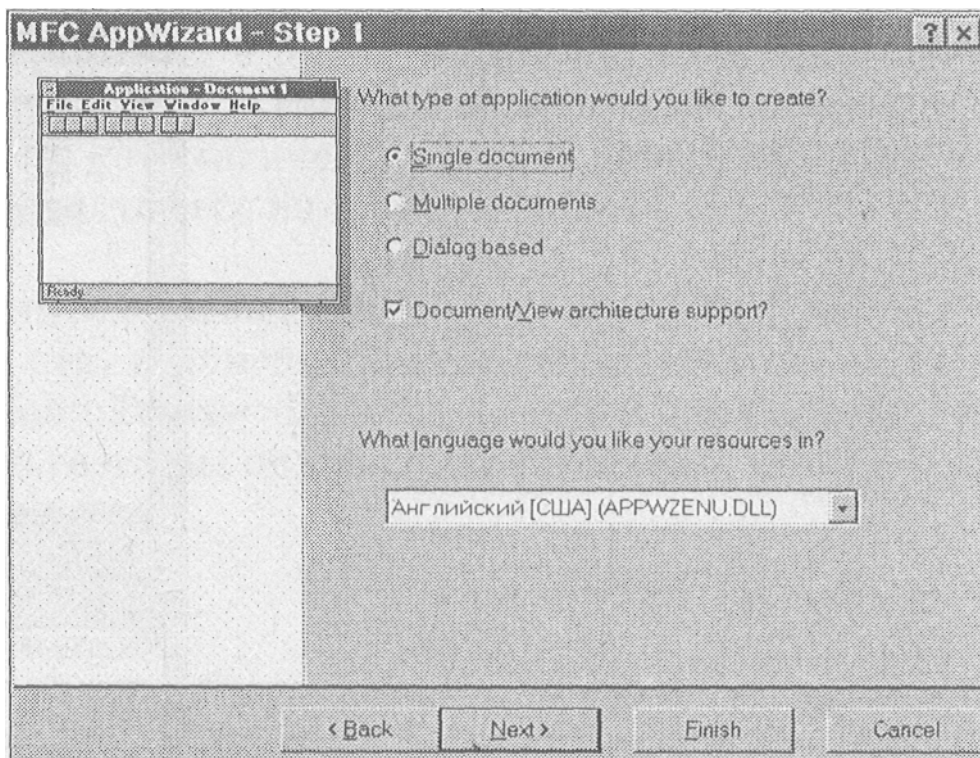 MFC AppWizard - Step 1
Application - Document 1
File Edit View Window Help
Ready
What type of application would you like to create?
Single document
Multiple documents
Dialog based
Document/View architecture support?
What language would you like your resources in?
Английский [США] (APPWZENU.DLL)
< Back
Next >
Finish
Cancel